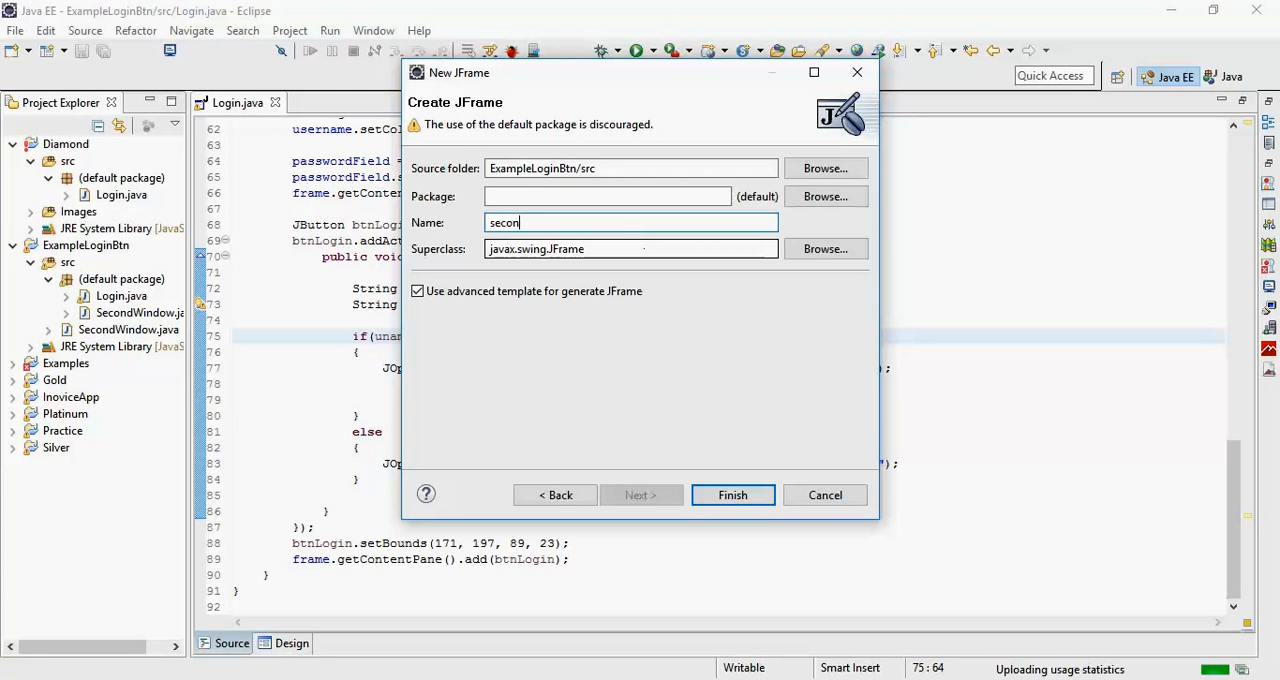 Java EE - ExampleLoginBtn/src/Login.java - Eclipse
File Edit Source Refactor Navigate Search Project Run Window Help
Quick Access
Java EE
Java
Project Explorer
Login.java
Diamond
src
(default package)
Login.java
Images
JRE System Library [JavaS
ExampleLoginBtn
src
(default package)
Login.java
SecondWindow.ja
SecondWindow.java
JRE System Library [JavaS
Examples
Gold
InoviceApp
Platinum
Practice
Silver
62 username.setCol
63
64 passwordField =
65 passwordField.s
66 frame.getConten
67
68 JButton btnLogi
69 btnLogin.addAct
70 public voi
71
72 String
73 String
74
75 if(unam
76 {
77 JOp );
78
79
80 }
81 else
82 {
83 JOp ");
84 }
85
86 }
87 });
88 btnLogin.setBounds(171, 197, 89, 23);
89 frame.getContentPane().add(btnLogin);
90 }
91 }
92
New JFrame
Create JFrame
The use of the default package is discouraged.
Source folder: ExampleLoginBtn/src Browse...
Package: (default) Browse...
Name: secon
Superclass: javax.swing.JFrame Browse...
Use advanced template for generate JFrame
? < Back Next > Finish Cancel
Source Design
Writable Smart Insert 75 : 64 Uploading usage statistics